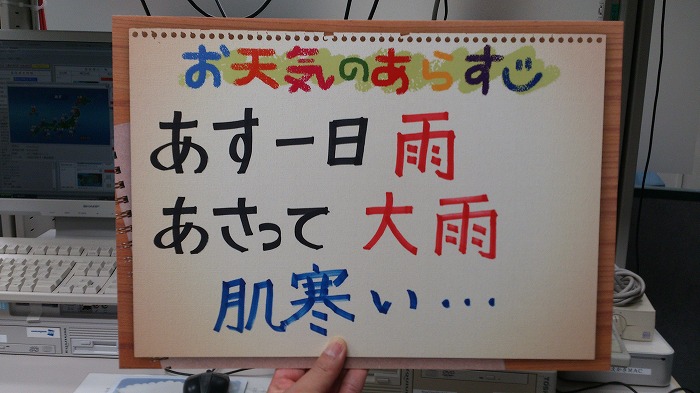 お天気のあらすじ
あす一日 雨
あさって 大雨
肌寒い…